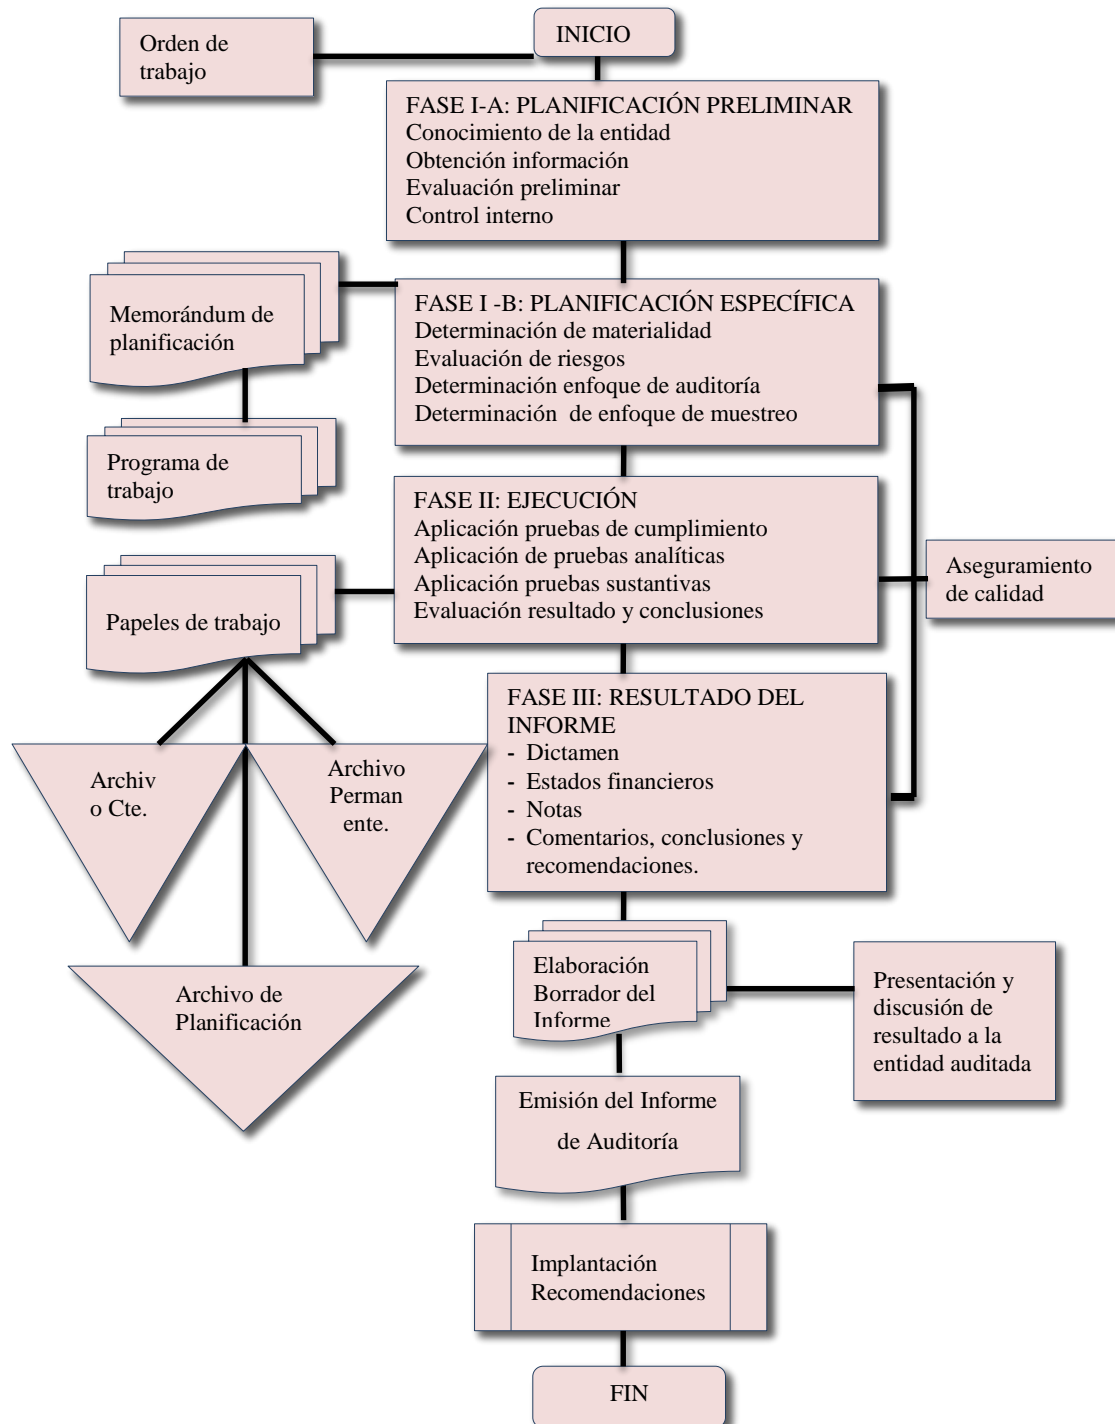 Orden de
trabajo
INICIO
FASE I-A: PLANIFICACIÓN PRELIMINAR
Conocimiento de la entidad
Obtención información
Evaluación preliminar
Control interno
Memorándum de
planificación
FASE I -B: PLANIFICACIÓN ESPECÍFICA
Determinación de materialidad
Evaluación de riesgos
Determinación enfoque de auditoría
Determinación de enfoque de muestreo
Programa de
trabajo
FASE II: EJECUCIÓN
Aplicación pruebas de cumplimiento
Aplicación de pruebas analíticas
Aplicación pruebas sustantivas
Evaluación resultado y conclusiones
Aseguramiento
de calidad
Papeles de trabajo
FASE III: RESULTADO DEL
INFORME
- Dictamen
- Estados financieros
- Notas
- Comentarios, conclusiones y
recomendaciones.
Archiv
o Cte.
Archivo
Perman
ente.
Archivo de
Planificación
Elaboración
Borrador del
Informe
Presentación y
discusión de
resultado a la
entidad auditada
Emisión del Informe
de Auditoría
Implantación
Recomendaciones
FIN